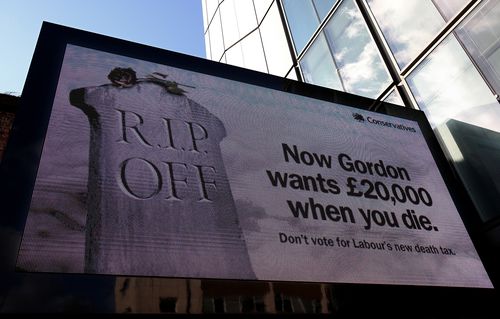 R.I.P.
OFF
Conservatives
Now Gordon
wants £20,000
when you die.
Don't vote for Labour's new death tax.